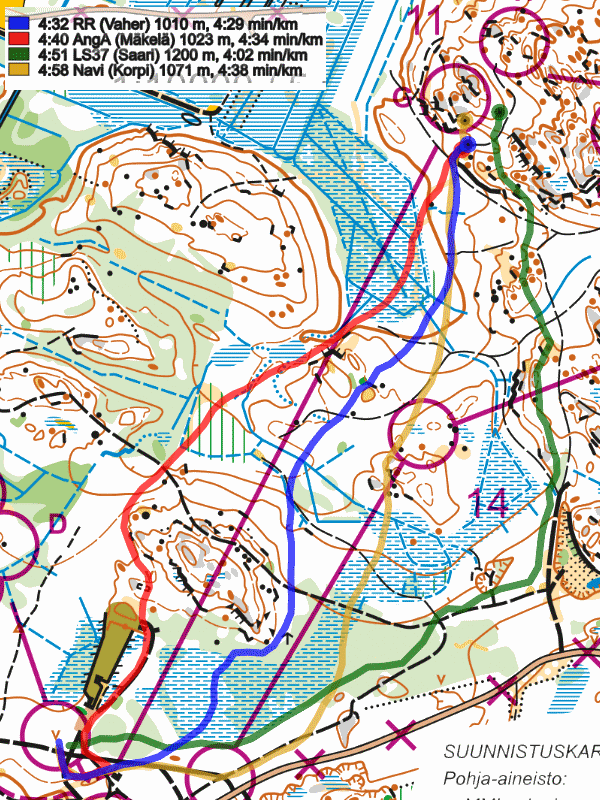 4:32 RR (Vaher) 1010 m, 4:29 min/km
4:40 AngA (Mäkelä) 1023 m, 4:34 min/km
4:51 LS37 (Saari) 1200 m, 4:02 min/km
4:58 Navi (Korpi) 1071 m, 4:38 min/km
11
C
14
D
SUUNNISTUSKAR
Pohja-aineisto: